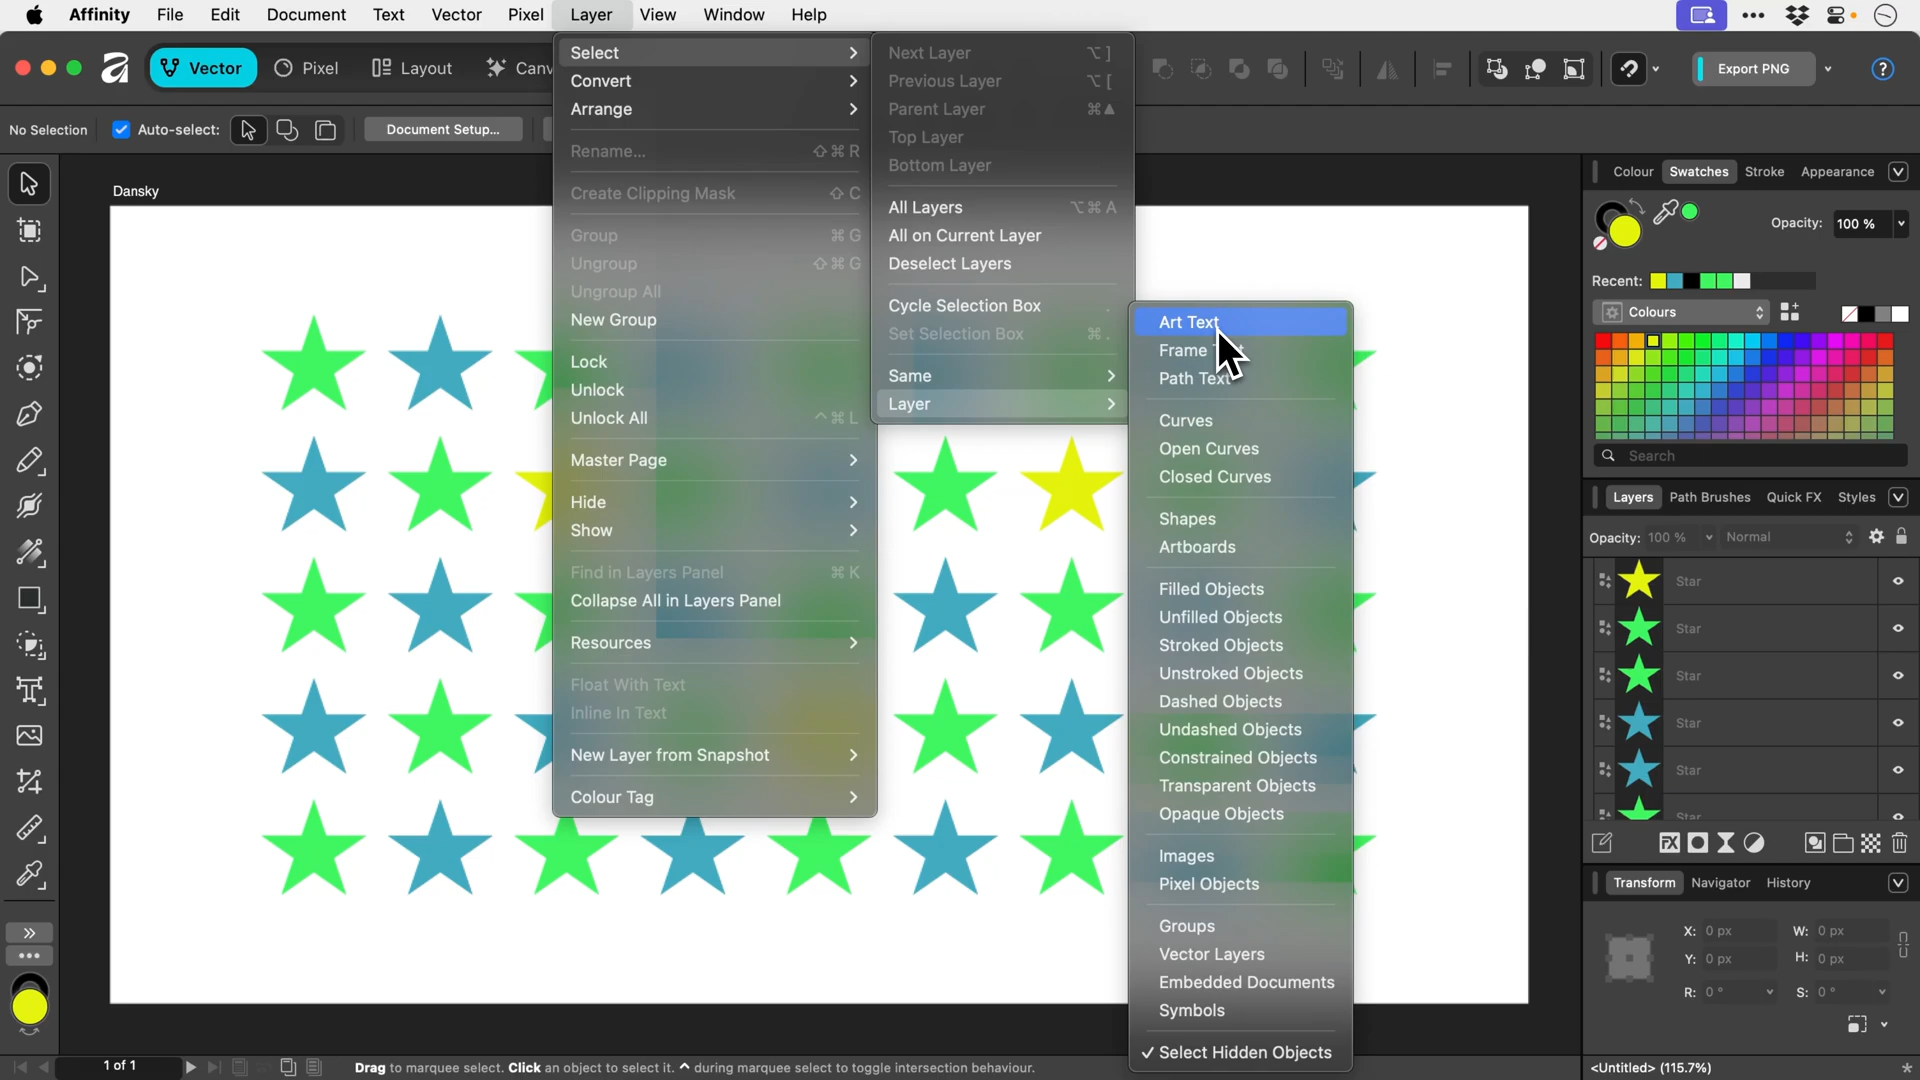 Affinity File Edit Document Text Vector Pixel Layer View Window Help
Vector Pixel Layout Canv
Export PNG
No Selection Auto-select: Document Setup...
Dansky
Select
Convert
Arrange
Rename... ⇧⌘R
Create Clipping Mask ⇧C
Group ⌘G
Ungroup ⇧⌘G
Ungroup All
New Group
Lock
Unlock
Unlock All ^⌘L
Master Page
Hide
Show
Find in Layers Panel ⌘K
Collapse All in Layers Panel
Resources
Float With Text
Inline In Text
New Layer from Snapshot
Colour Tag
Next Layer ⌥]
Previous Layer ⌥[
Parent Layer ⌘▲
Top Layer
Bottom Layer
All Layers ⌥⌘A
All on Current Layer
Deselect Layers
Cycle Selection Box .
Set Selection Box ⌘.
Same
Layer
Art Text
Frame
Path Text
Curves
Open Curves
Closed Curves
Shapes
Artboards
Filled Objects
Unfilled Objects
Stroked Objects
Unstroked Objects
Dashed Objects
Undashed Objects
Constrained Objects
Transparent Objects
Opaque Objects
Images
Pixel Objects
Groups
Vector Layers
Embedded Documents
Symbols
✓ Select Hidden Objects
Colour Swatches Stroke Appearance
Opacity: 100 %
Recent:
Colours
Search
Layers Path Brushes Quick FX Styles
Opacity: 100 % Normal
Star
Star
Star
Star
Star
Star
FX
Transform Navigator History
X: 0 px W: 0 px
Y: 0 px H: 0 px
R: 0 ° S: 0 °
1 of 1
Drag to marquee select. Click an object to select it. ^ during marquee select to toggle intersection behaviour.
<Untitled> (115.7%) *